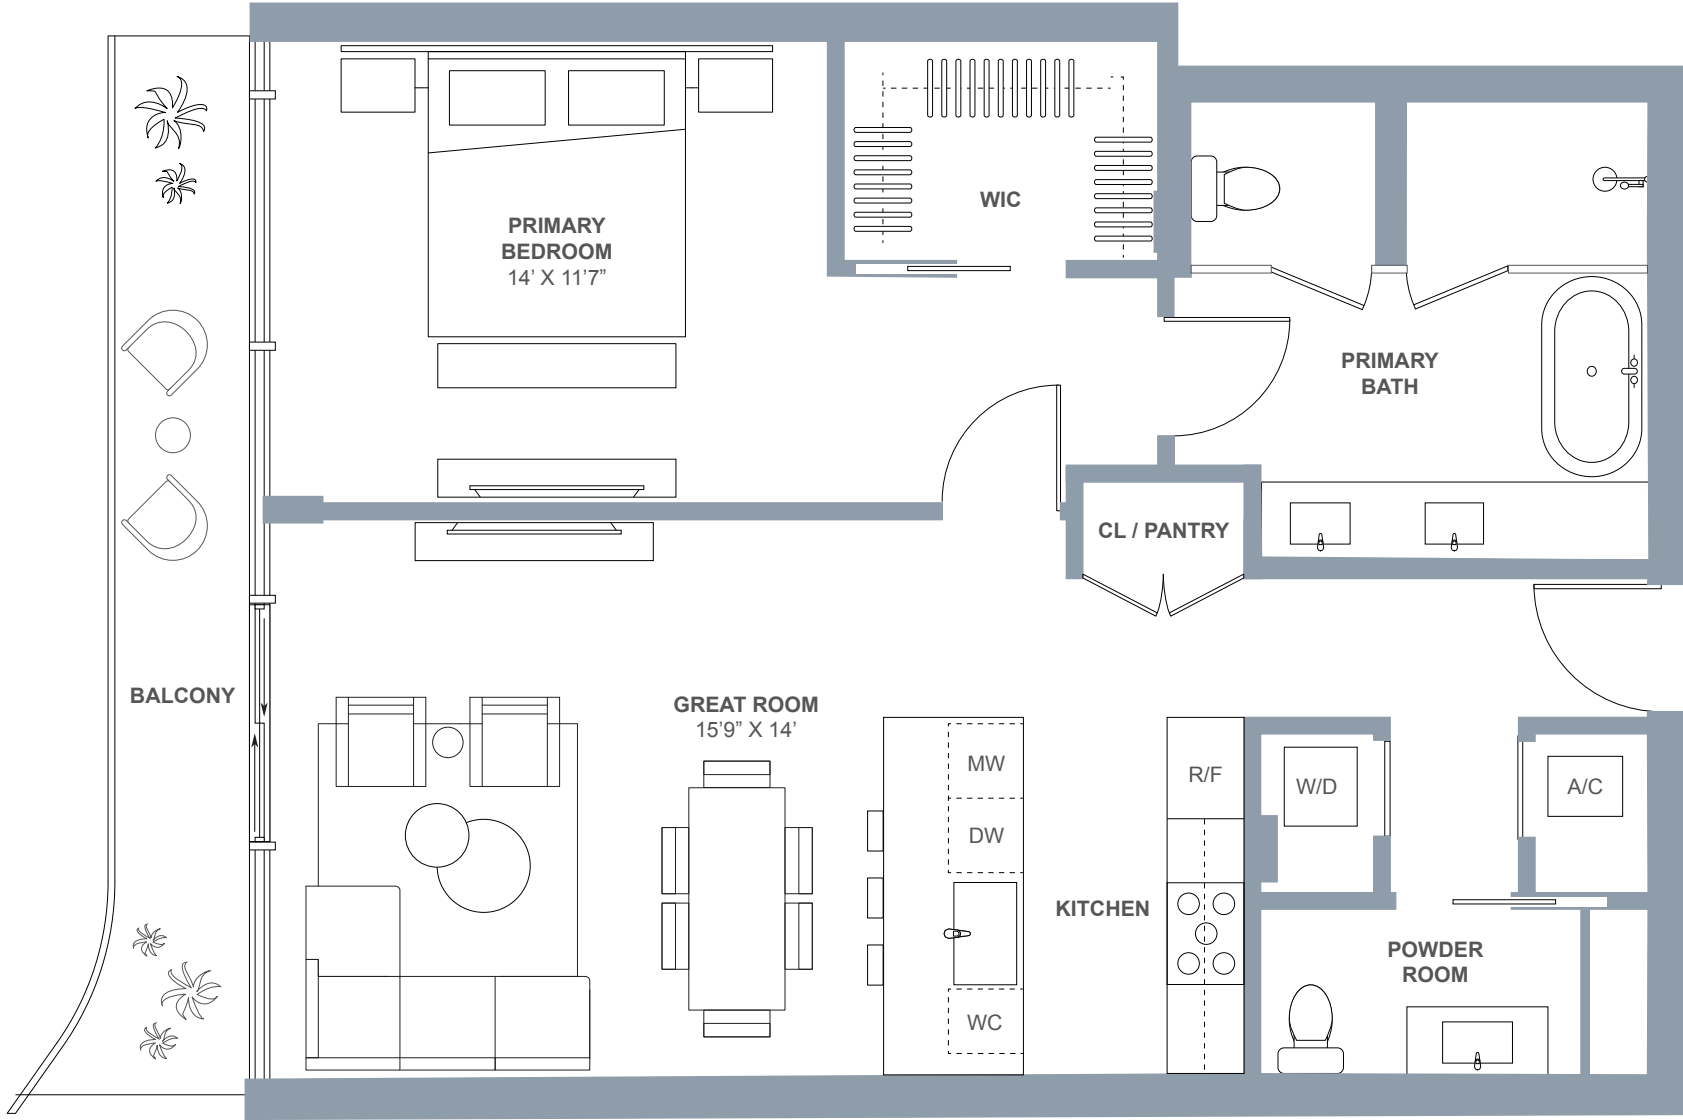 PRIMARY
BEDROOM
14’ X 11’7”
WIC
PRIMARY
BATH
CL / PANTRY
BALCONY
GREAT ROOM
15’9” X 14’
MW
DW
WC
KITCHEN
R/F
W/D
A/C
POWDER
ROOM